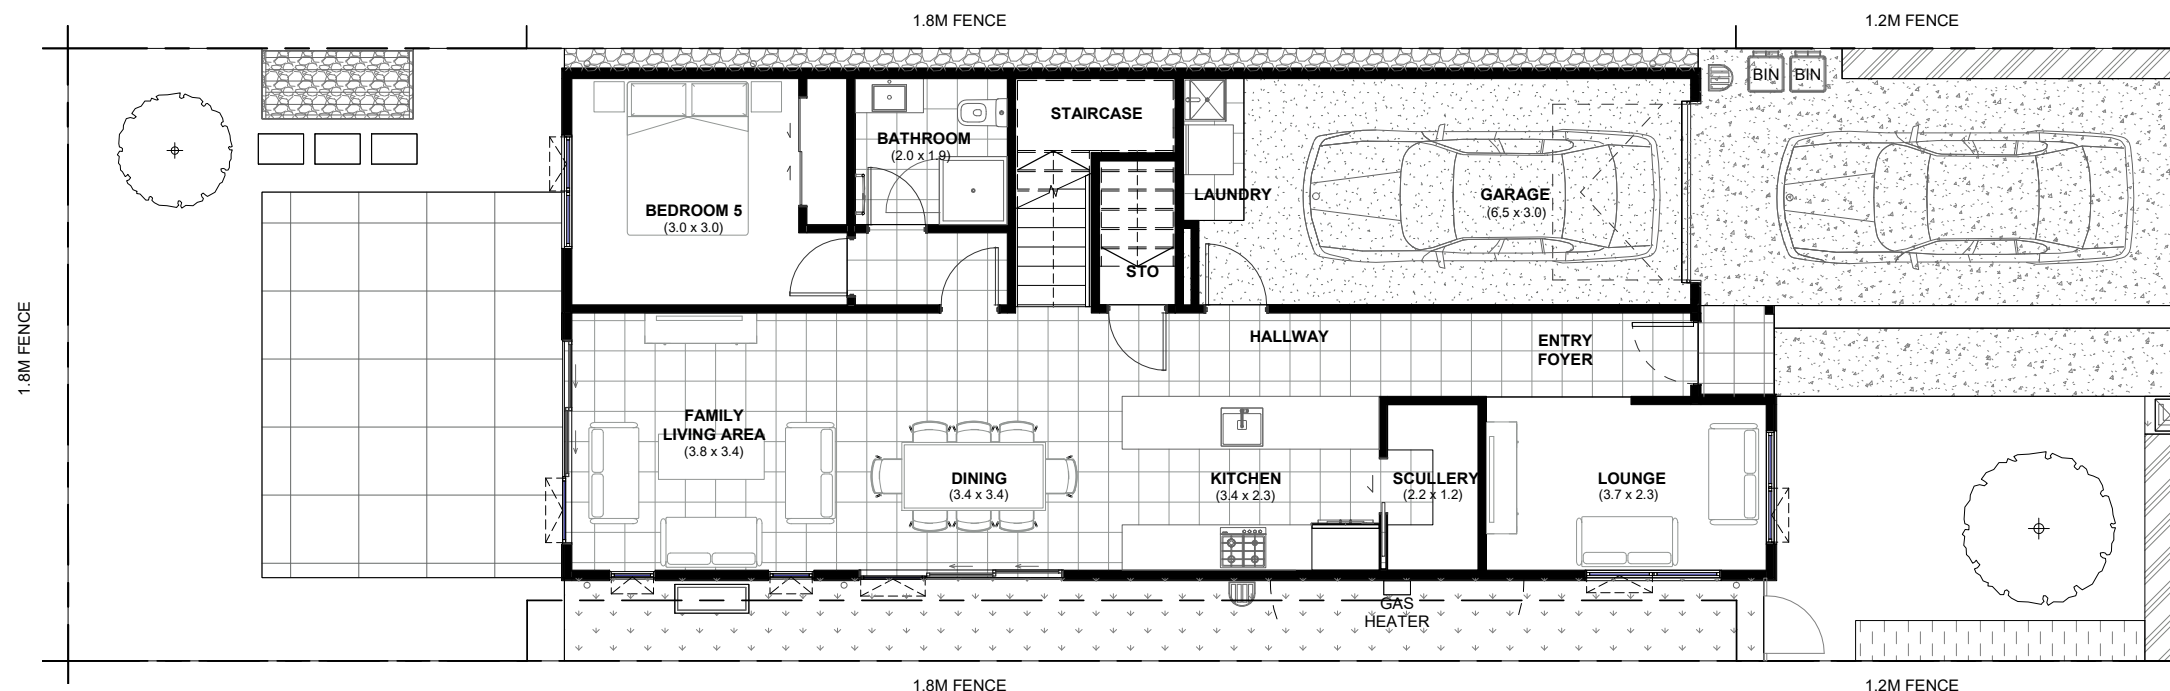 1.8M FENCE
1.2M FENCE
BIN
BIN
STAIRCASE
BATHROOM
(2.0 x 1.9)
LAUNDRY
GARAGE
(6.5 x 3.0)
BEDROOM 5
(3.0 x 3.0)
STO
1.8M FENCE
HALLWAY
ENTRY
FOYER
FAMILY
LIVING AREA
(3.8 x 3.4)
DINING
(3.4 x 3.4)
KITCHEN
(3.4 x 2.3)
SCULLERY
(2.2 x 1.2)
LOUNGE
(3.7 x 2.3)
GAS
HEATER
1.8M FENCE
1.2M FENCE